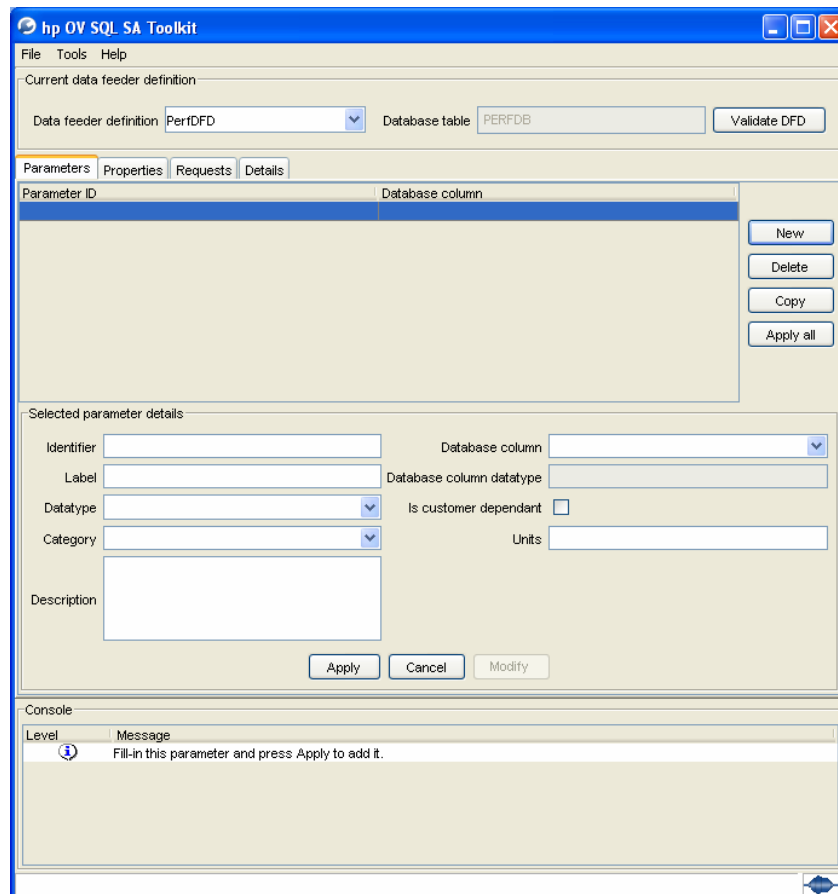 hp OV SQL SA Toolkit
File Tools Help
Current data feeder definition
Data feeder definition PerfDFD Database table PERFDB Validate DFD
Parameters Properties Requests Details
Parameter ID Database column
New
Delete
Copy
Apply all
Selected parameter details
Identifier Database column
Label Database column datatype
Datatype Is customer dependant
Category Units
Description
Apply Cancel Modify
Console
Level Message
Fill-in this parameter and press Apply to add it.